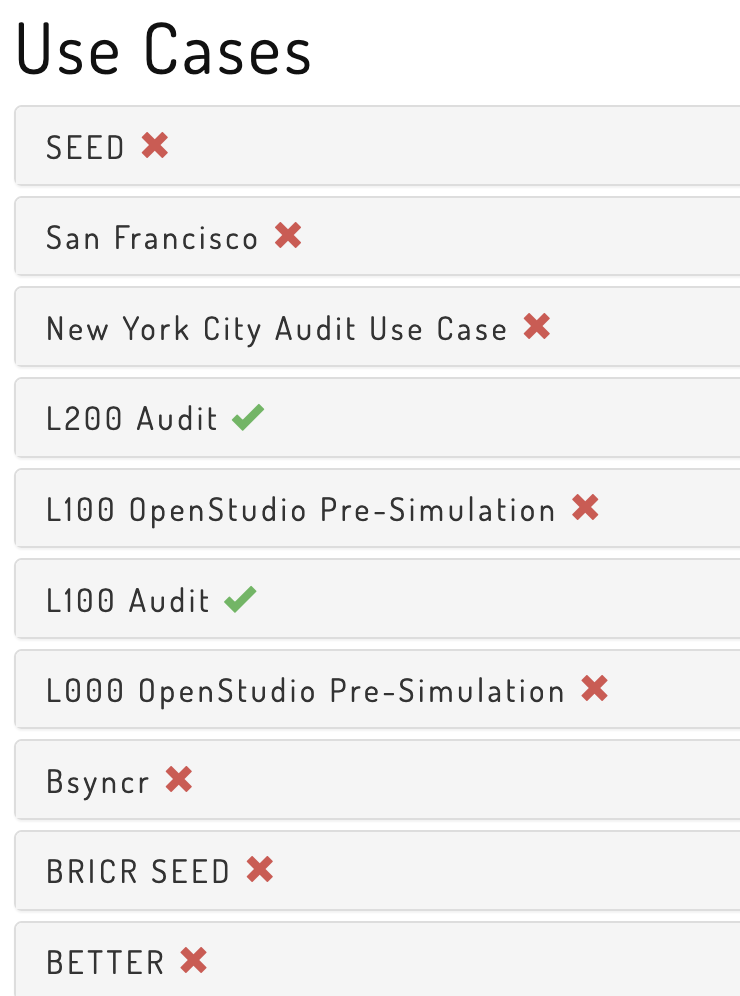 Use Cases
SEED ✖
San Francisco ✖
New York City Audit Use Case ✖
L200 Audit ✔
L100 OpenStudio Pre-Simulation ✖
L100 Audit ✔
L000 OpenStudio Pre-Simulation ✖
Bsyncr ✖
BRICR SEED ✖
BETTER ✖